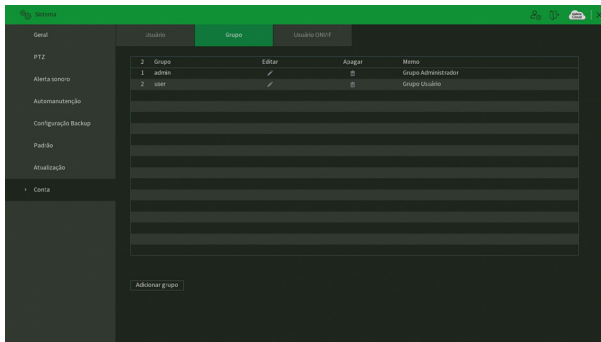 Sistema
Geral
PTZ
Alerta sonoro
Automanutenção
Configuração Backup
Padrão
Atualização
Conta
Usuário Grupo Usuário ONVIF
2 Grupo Editar Apagar Memo
1 admin Grupo Administrador
2 user Grupo Usuário
Adicionar grupo